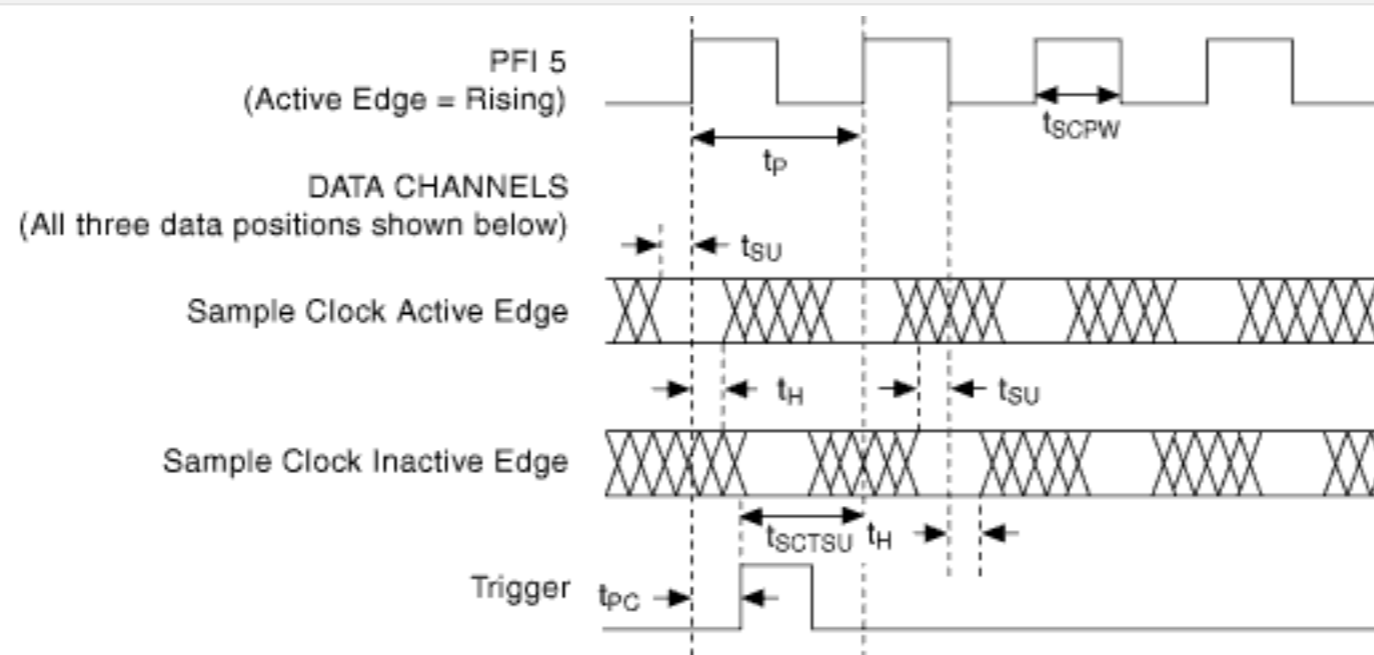 PFI 5
(Active Edge = Rising)
tSCPW
tP
DATA CHANNELS
(All three data positions shown below)
tSU
Sample Clock Active Edge
tH
tSU
Sample Clock Inactive Edge
tSCTSU
tH
Trigger
tPC